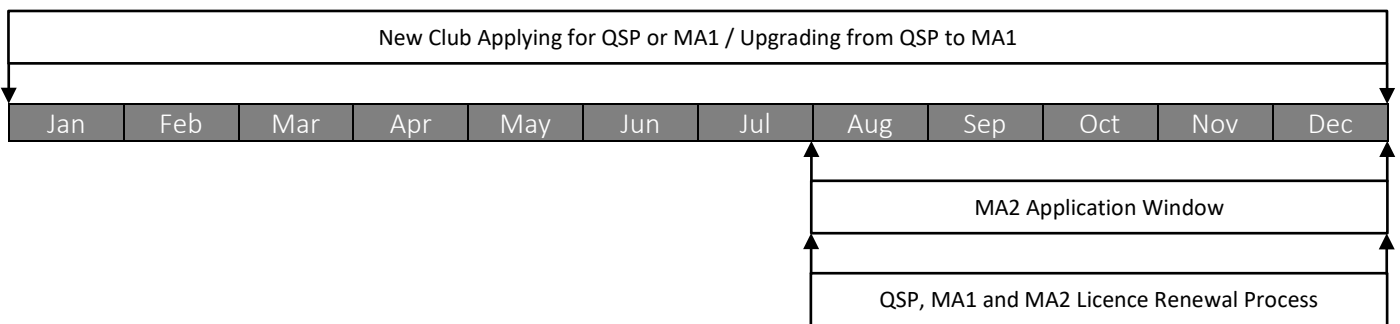 New Club Applying for QSP or MA1 / Upgrading from QSP to MA1
Jan Feb Mar Apr May Jun Jul Aug Sep Oct Nov Dec
MA2 Application Window
QSP, MA1 and MA2 Licence Renewal Process